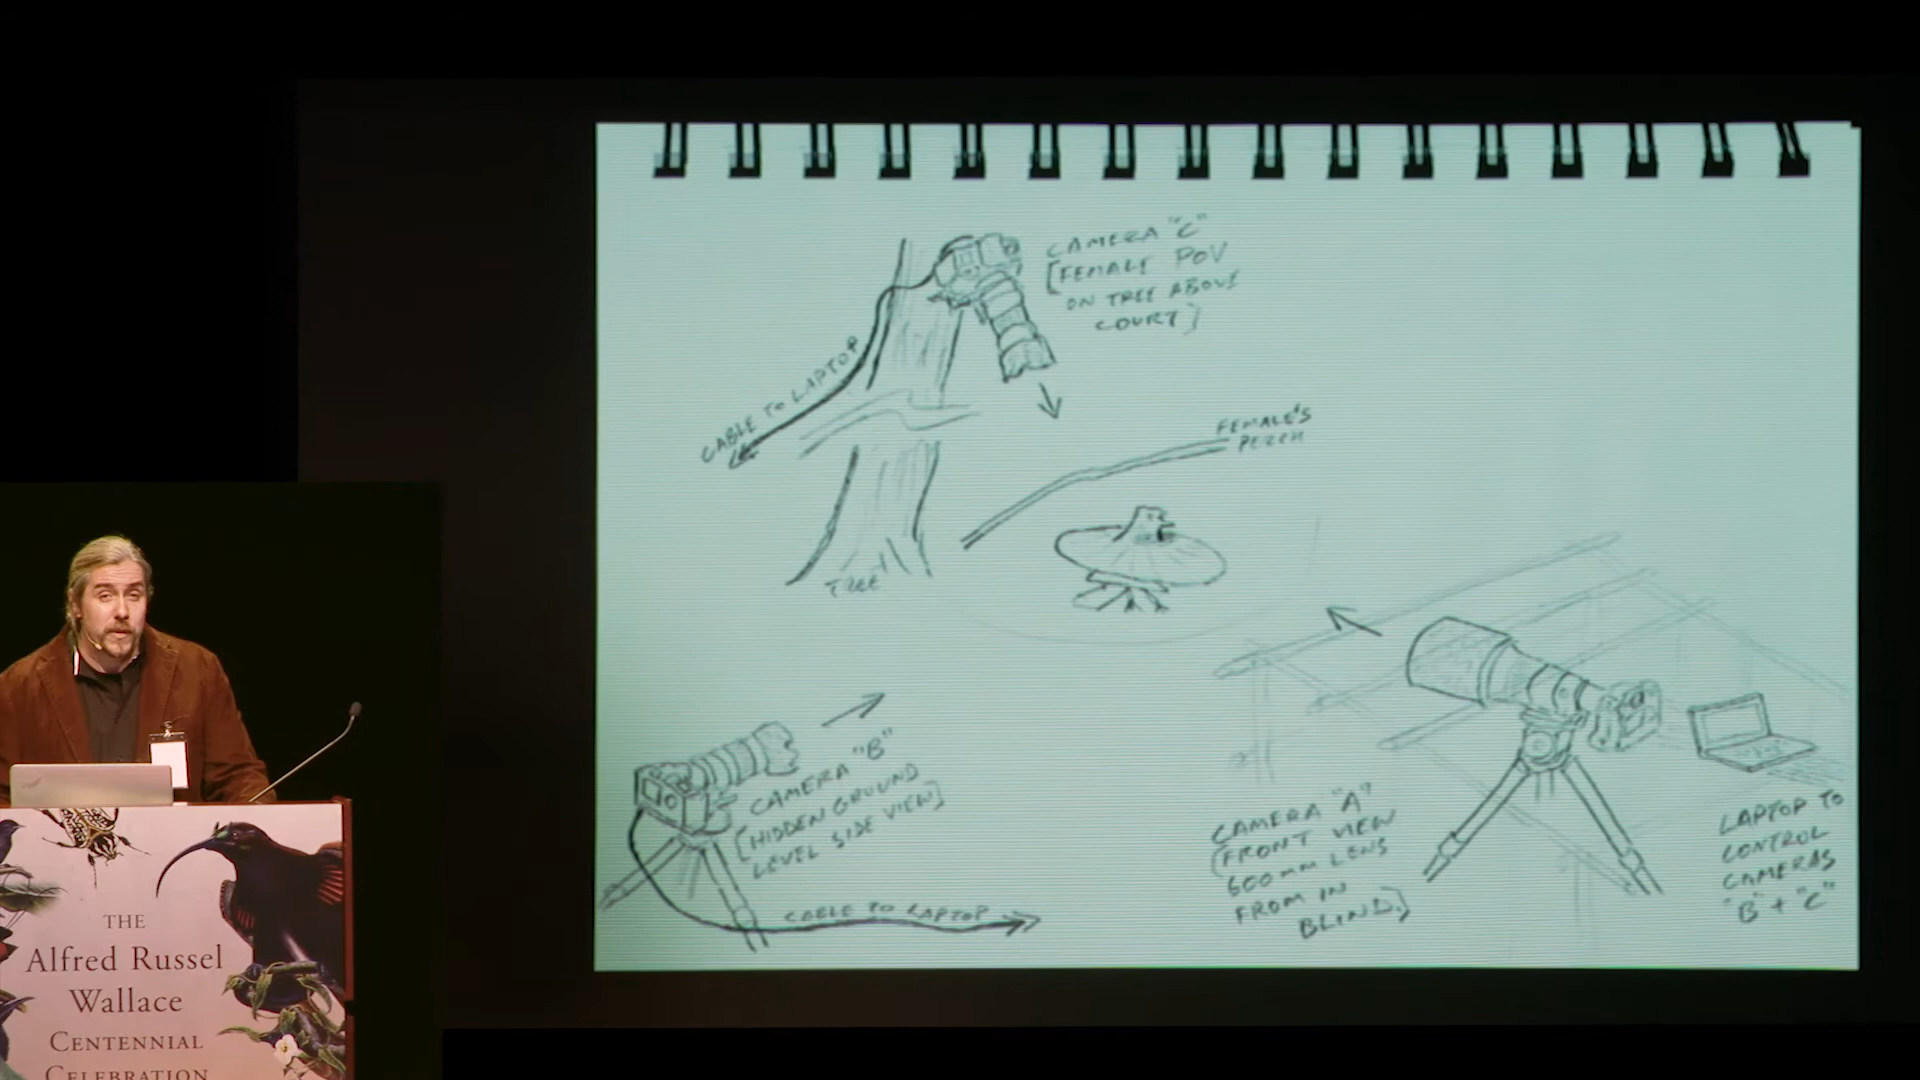 CAMERA "C"
[FEMALE POV
ON TREE ABOVE
COURT]
CABLE TO LAPTOP
FEMALE'S
PERCH
TREE
CAMERA "B"
[HIDDEN GROUND
LEVEL SIDE VIEW]
CABLE TO LAPTOP
CAMERA "A"
[FRONT VIEW
600mm LENS
FROM IN
BLIND.]
LAPTOP TO
CONTROL
CAMERAS
"B" + "C"
THE
Alfred Russel
Wallace
CENTENNIAL
CELEBRATION